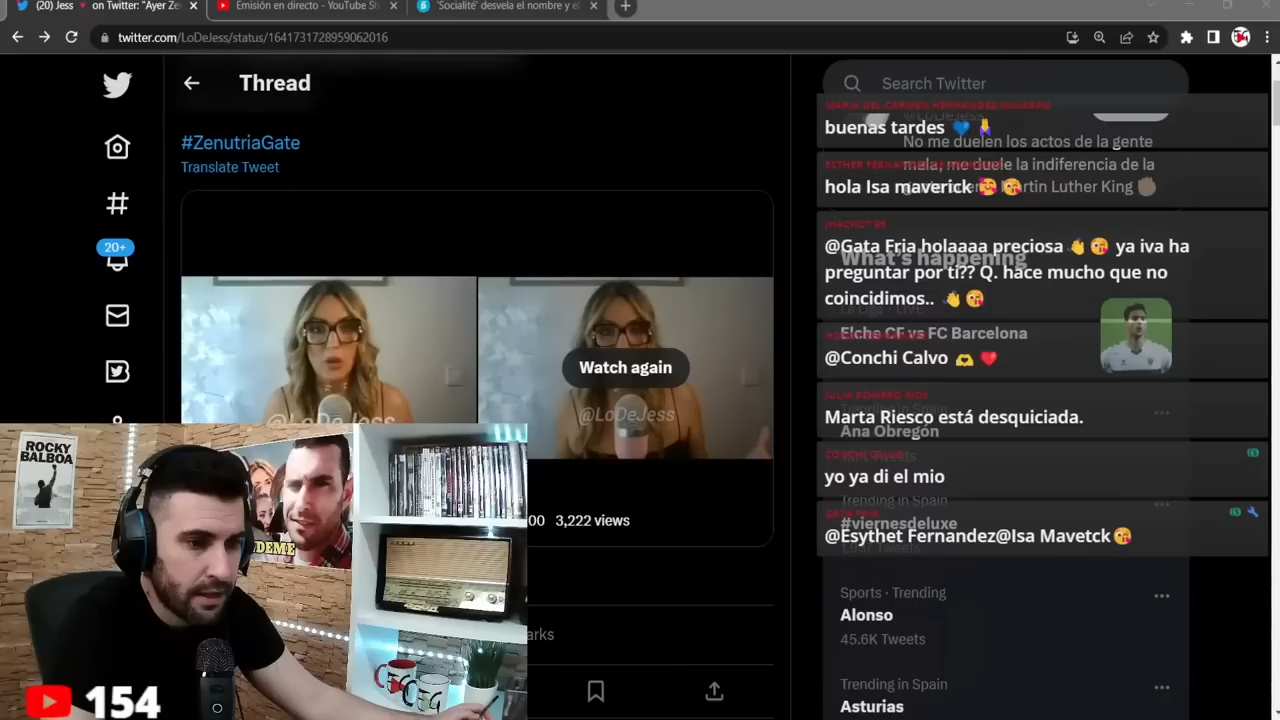 (20) Jess
on Twitter: "Ayer Ze
Emisión en directo - YouTube St
'Socialité' desvela el nombre y el
twitter.com/LoDeJess/status/1641731728959062016
Thread
Search Twitter
#ZenutriaGate
Translate Tweet
20+
Watch again
@LoDeJess
@LoDeJess
00 3,222 views
arks
No me duelen los actos de la gente
mala, me duele la indiferencia de la
Martin Luther King
What's happening
Elche CF vs FC Barcelona
Ana Obregón
Trending in Spain
#viernesdeluxe
Sports · Trending
Alonso
45.6K Tweets
Trending in Spain
Asturias
buenas tardes
hola Isa maverick
@Gata Fria holaaaa preciosa 👋 😘 ya iva ha
preguntar por ti?? Q. hace mucho que no
coincidimos.. 👋 😘
@Conchi Calvo
Marta Riesco está desquiciada.
yo ya di el mio
@Esythet Fernandez@Isa Mavetck😘
ROCKY
BALBOA
DEME
154